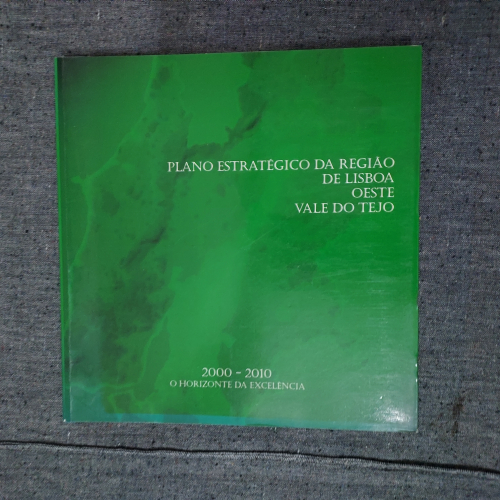 PLANO ESTRATÉGICO DA REGIÃO
DE LISBOA
OESTE
VALE DO TEJO
2000 - 2010
O HORIZONTE DA EXCELÊNCIA